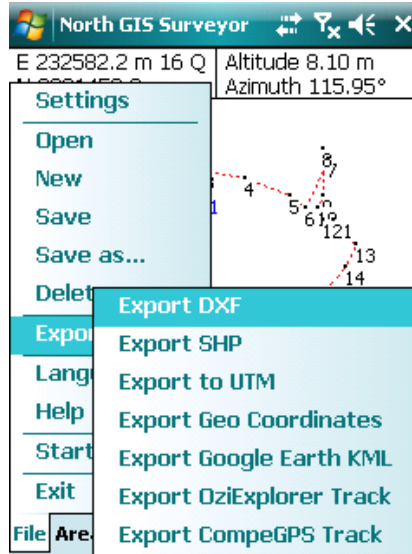 North GIS Surveyor
E 232582.2 m 16 Q
Altitude 8.10 m
Azimuth 115.95°
Settings
Open
New
Save
Save as...
Help
Start
Exit
Export DXF
Export SHP
Export to UTM
Export Geo Coordinates
Export Google Earth KML
Export OziExplorer Track
Export CompeGPS Track
4
5
6
7
8
13
14
File